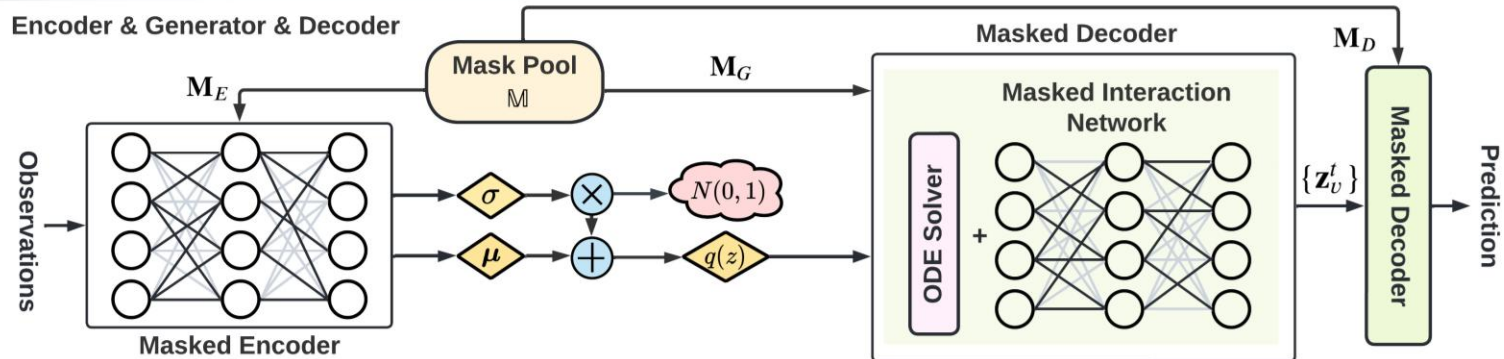 Encoder & Generator & Decoder
Mask Pool
𝕄
M_E
M_G
M_D
Observations
Masked Encoder
σ
×
N(0, 1)
μ
+
q(z)
Masked Decoder
ODE Solver
+
Masked Interaction
Network
{z_v^t}
Masked Decoder
Prediction